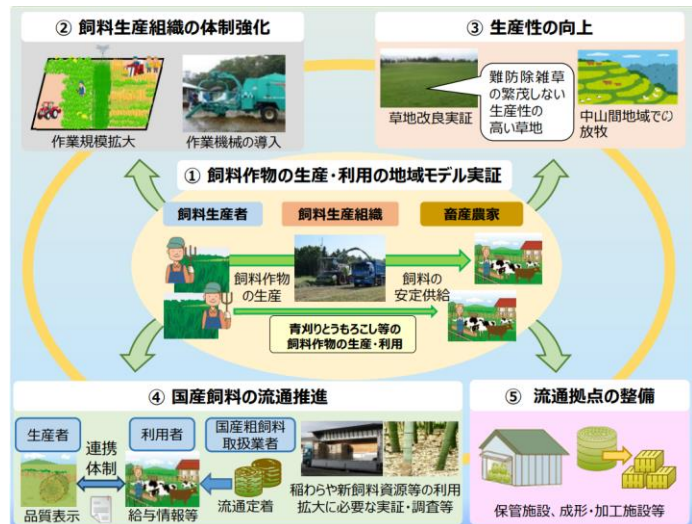 ② 飼料生産組織の体制強化
作業規模拡大
作業機械の導入
③ 生産性の向上
草地改良実証
難防除雑草
の繁茂しない
生産性の
高い草地
中山間地域での
放牧
① 飼料作物の生産・利用の地域モデル実証
飼料生産者
飼料生産組織
畜産農家
飼料作物
の生産
飼料の
安定供給
青刈りとうもろこし等の
飼料作物の生産・利用
④ 国産飼料の流通推進
生産者
連携
体制
利用者
国産粗飼料
取扱業者
品質表示
給与情報等
流通定着
稲わらや新飼料資源等の利用
拡大に必要な実証・調査等
⑤ 流通拠点の整備
保管施設、成形・加工施設等